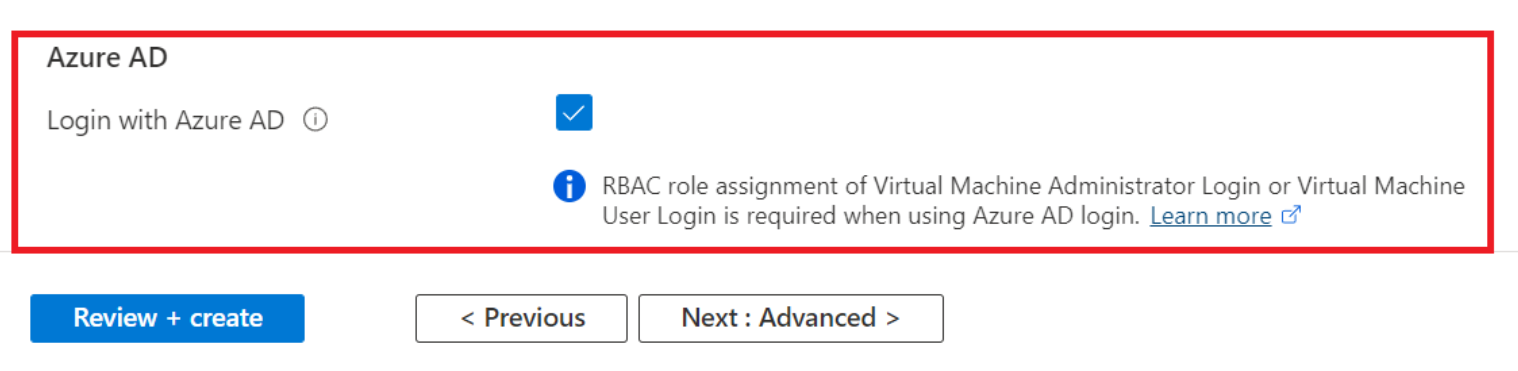 Azure AD
Login with Azure AD
RBAC role assignment of Virtual Machine Administrator Login or Virtual Machine
User Login is required when using Azure AD login. Learn more
Review + create
< Previous
Next : Advanced >